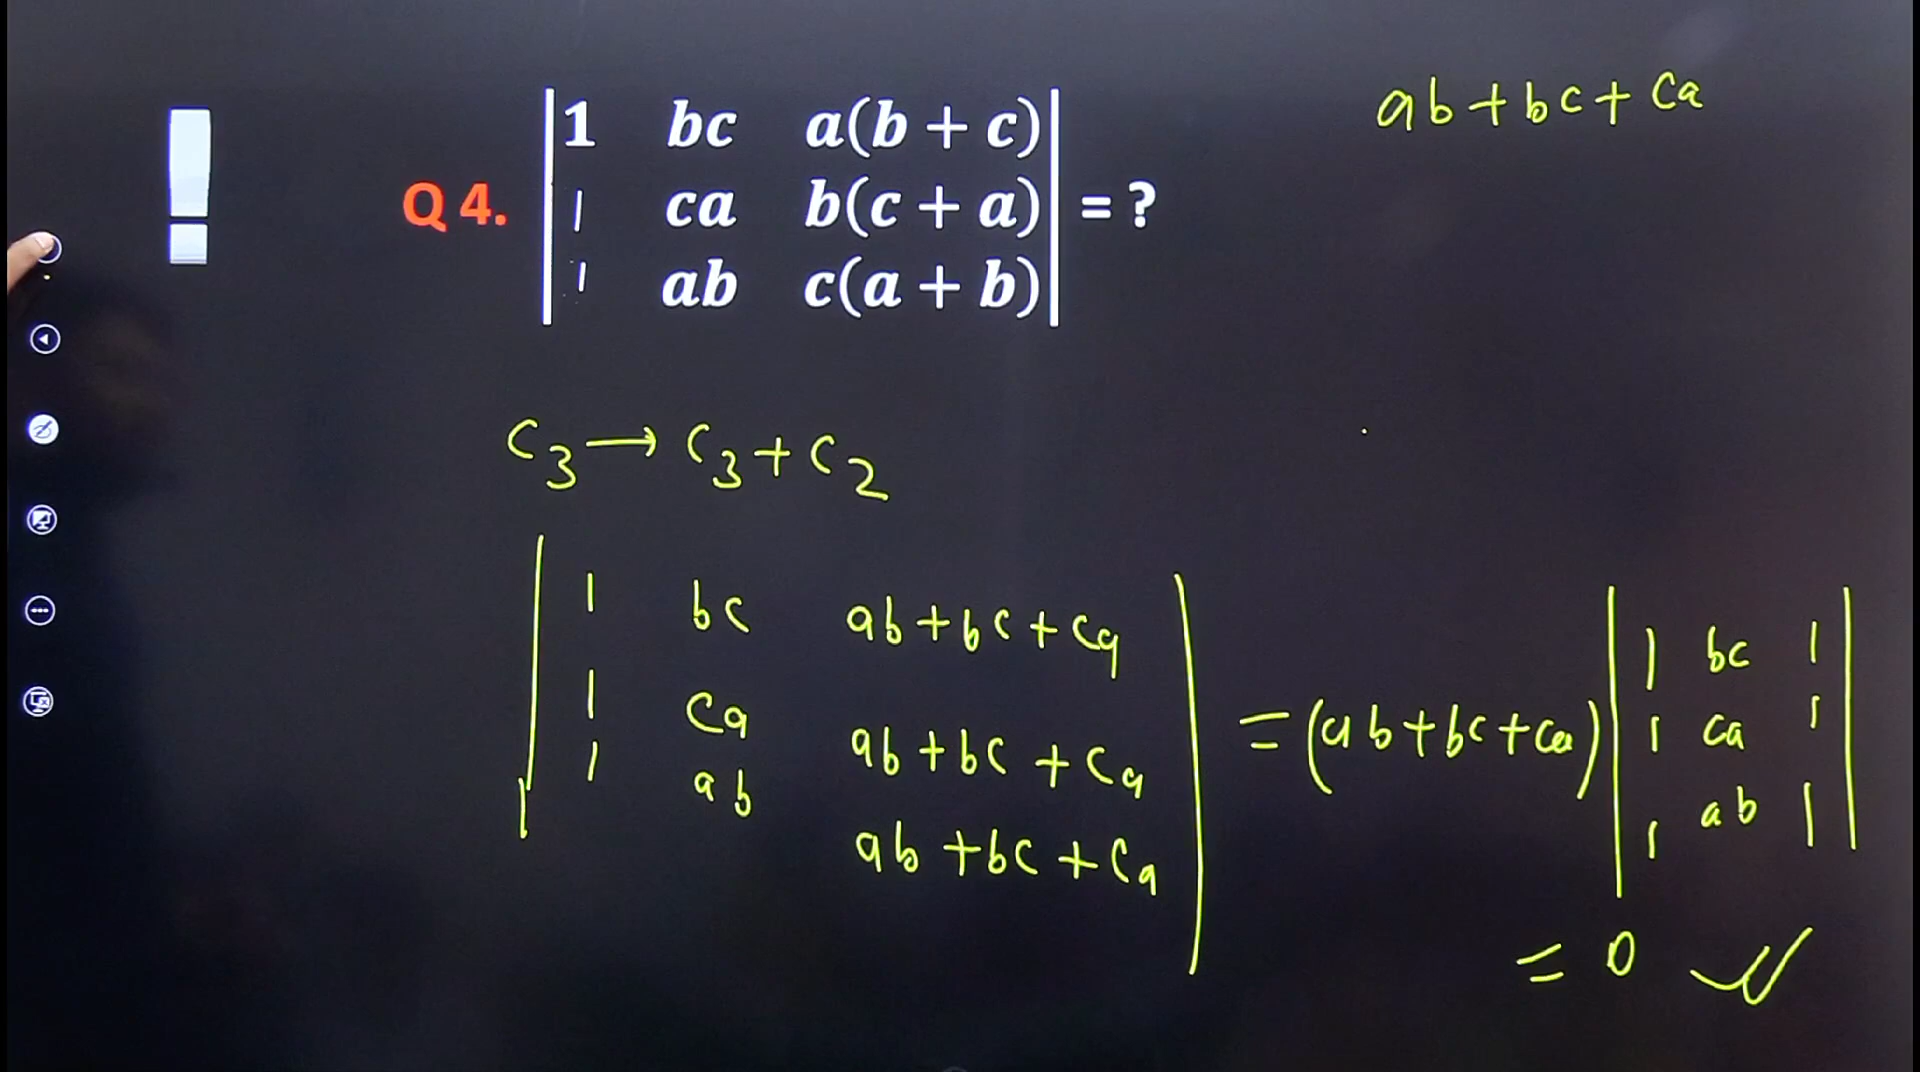 ab+bc+ca
Q 4. |1 bc a(b + c)|
|1 ca b(c + a)| = ?
|1 ab c(a + b)|
C3 → C3+C2
|1 bc ab+bc+ca|
|1 ca ab+bc+ca|
|1 ab ab+bc+ca|
=(ab+bc+ca) |1 bc 1|
|1 ca 1|
|1 ab 1|
= 0